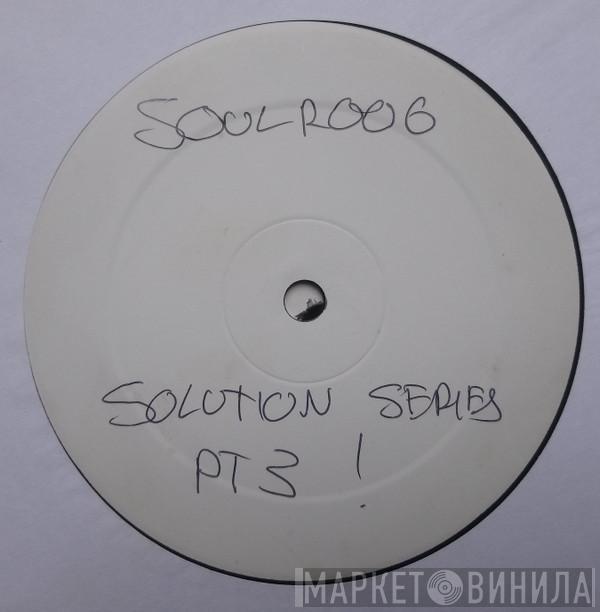 SOULR006
SOLUTION SERIES
PT3 !
МАРКЕТ ВИНИЛА